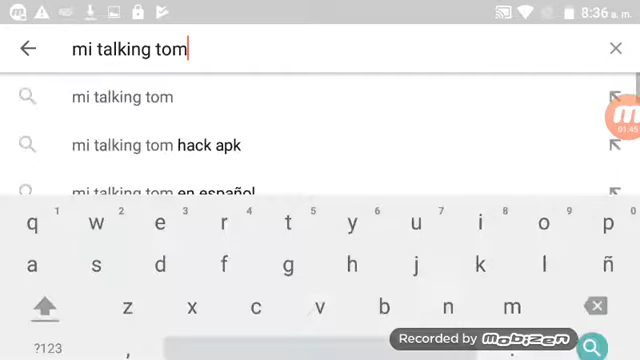 8:36 a. m.
mi talking tom
mi talking tom
mi talking tom hack apk
01:45
mi talking tom en español
q 1 w 2 e 3 r 4 t 5 y 6 u 7 i 8 o 9 p 0
a s d f g h j k l ñ
z x c v b n m
?123 , .
Recorded by mobizen